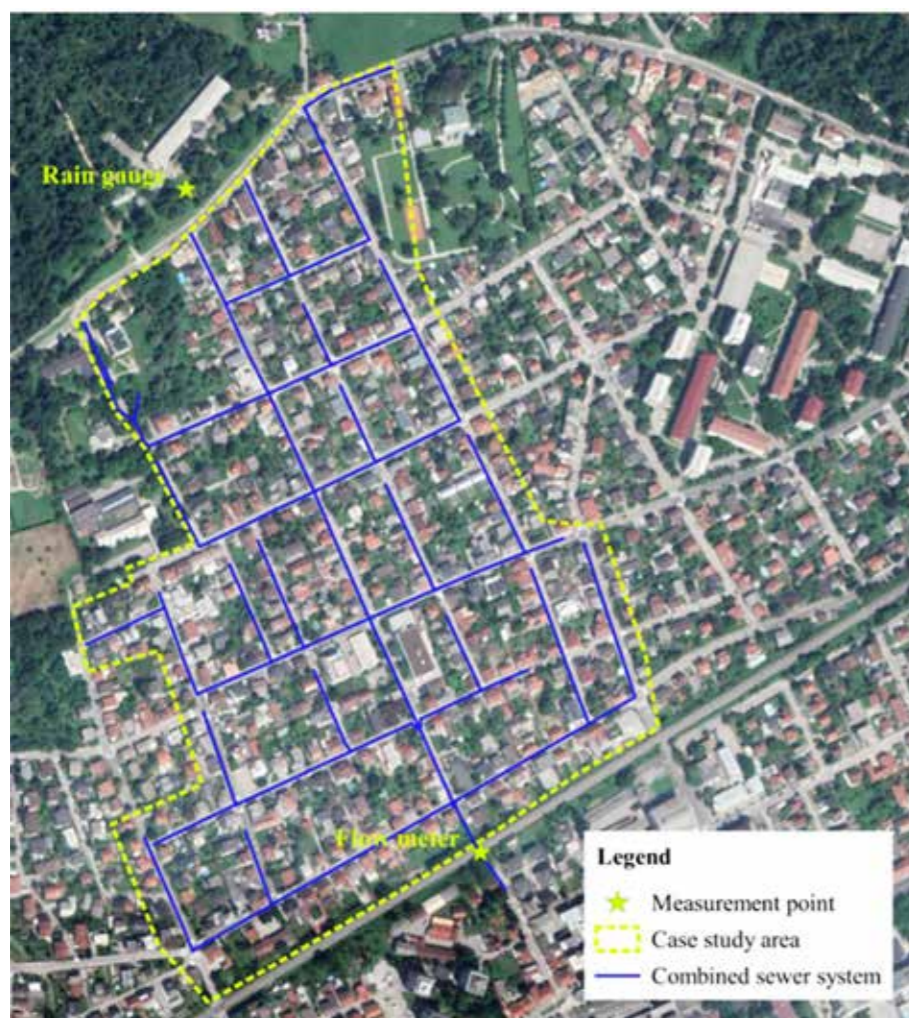 Rain gauge
Flow meter
Legend
Measurement point
Case study area
Combined sewer system